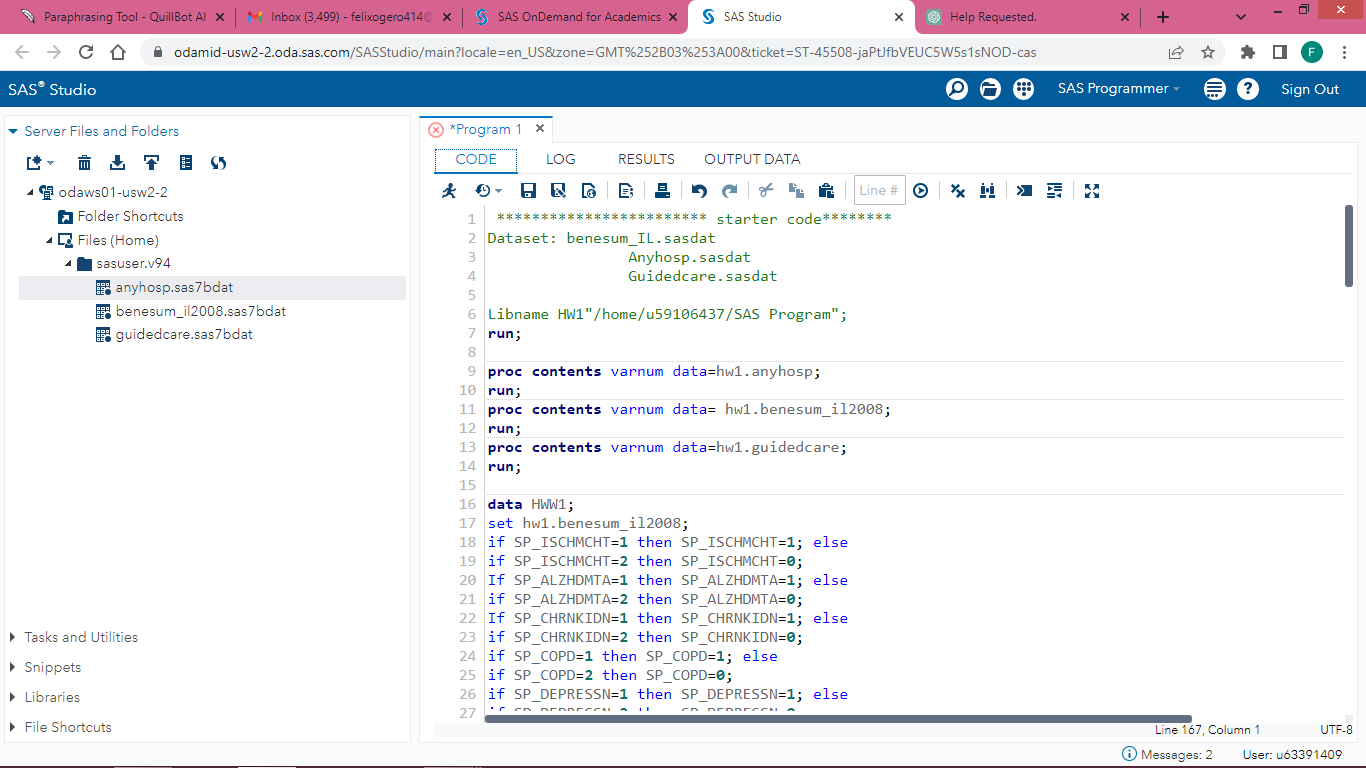 Paraphrasing Tool - QuillBot AI
Inbox (3,499) - felixogero414@
SAS OnDemand for Academics
SAS Studio
Help Requested.
odamid-usw2-2.oda.sas.com/SASStudio/main?locale=en_US&zone=GMT%252B03%253A00&ticket=ST-45508-jaPtJfbVEUC5W5s1sNOD-cas
F
SAS® Studio
SAS Programmer
Sign Out
Server Files and Folders
odaws01-usw2-2
Folder Shortcuts
Files (Home)
sasuser.v94
anyhosp.sas7bdat
benesum_il2008.sas7bdat
guidedcare.sas7bdat
Tasks and Utilities
Snippets
Libraries
File Shortcuts
*Program 1
CODE LOG RESULTS OUTPUT DATA
Line #
1 ************************ starter code********
2 Dataset: benesum_IL.sasdat
3 Anyhosp.sasdat
4 Guidedcare.sasdat
5
6 Libname HW1"/home/u59106437/SAS Program";
7 run;
8
9 proc contents varnum data=hw1.anyhosp;
10 run;
11 proc contents varnum data= hw1.benesum_il2008;
12 run;
13 proc contents varnum data=hw1.guidedcare;
14 run;
15
16 data HWW1;
17 set hw1.benesum_il2008;
18 if SP_ISCHMCHT=1 then SP_ISCHMCHT=1; else
19 if SP_ISCHMCHT=2 then SP_ISCHMCHT=0;
20 If SP_ALZHDMTA=1 then SP_ALZHDMTA=1; else
21 if SP_ALZHDMTA=2 then SP_ALZHDMTA=0;
22 If SP_CHRNKIDN=1 then SP_CHRNKIDN=1; else
23 if SP_CHRNKIDN=2 then SP_CHRNKIDN=0;
24 if SP_COPD=1 then SP_COPD=1; else
25 if SP_COPD=2 then SP_COPD=0;
26 if SP_DEPRESSN=1 then SP_DEPRESSN=1; else
27
Line 167, Column 1
UTF-8
Messages: 2
User: u63391409